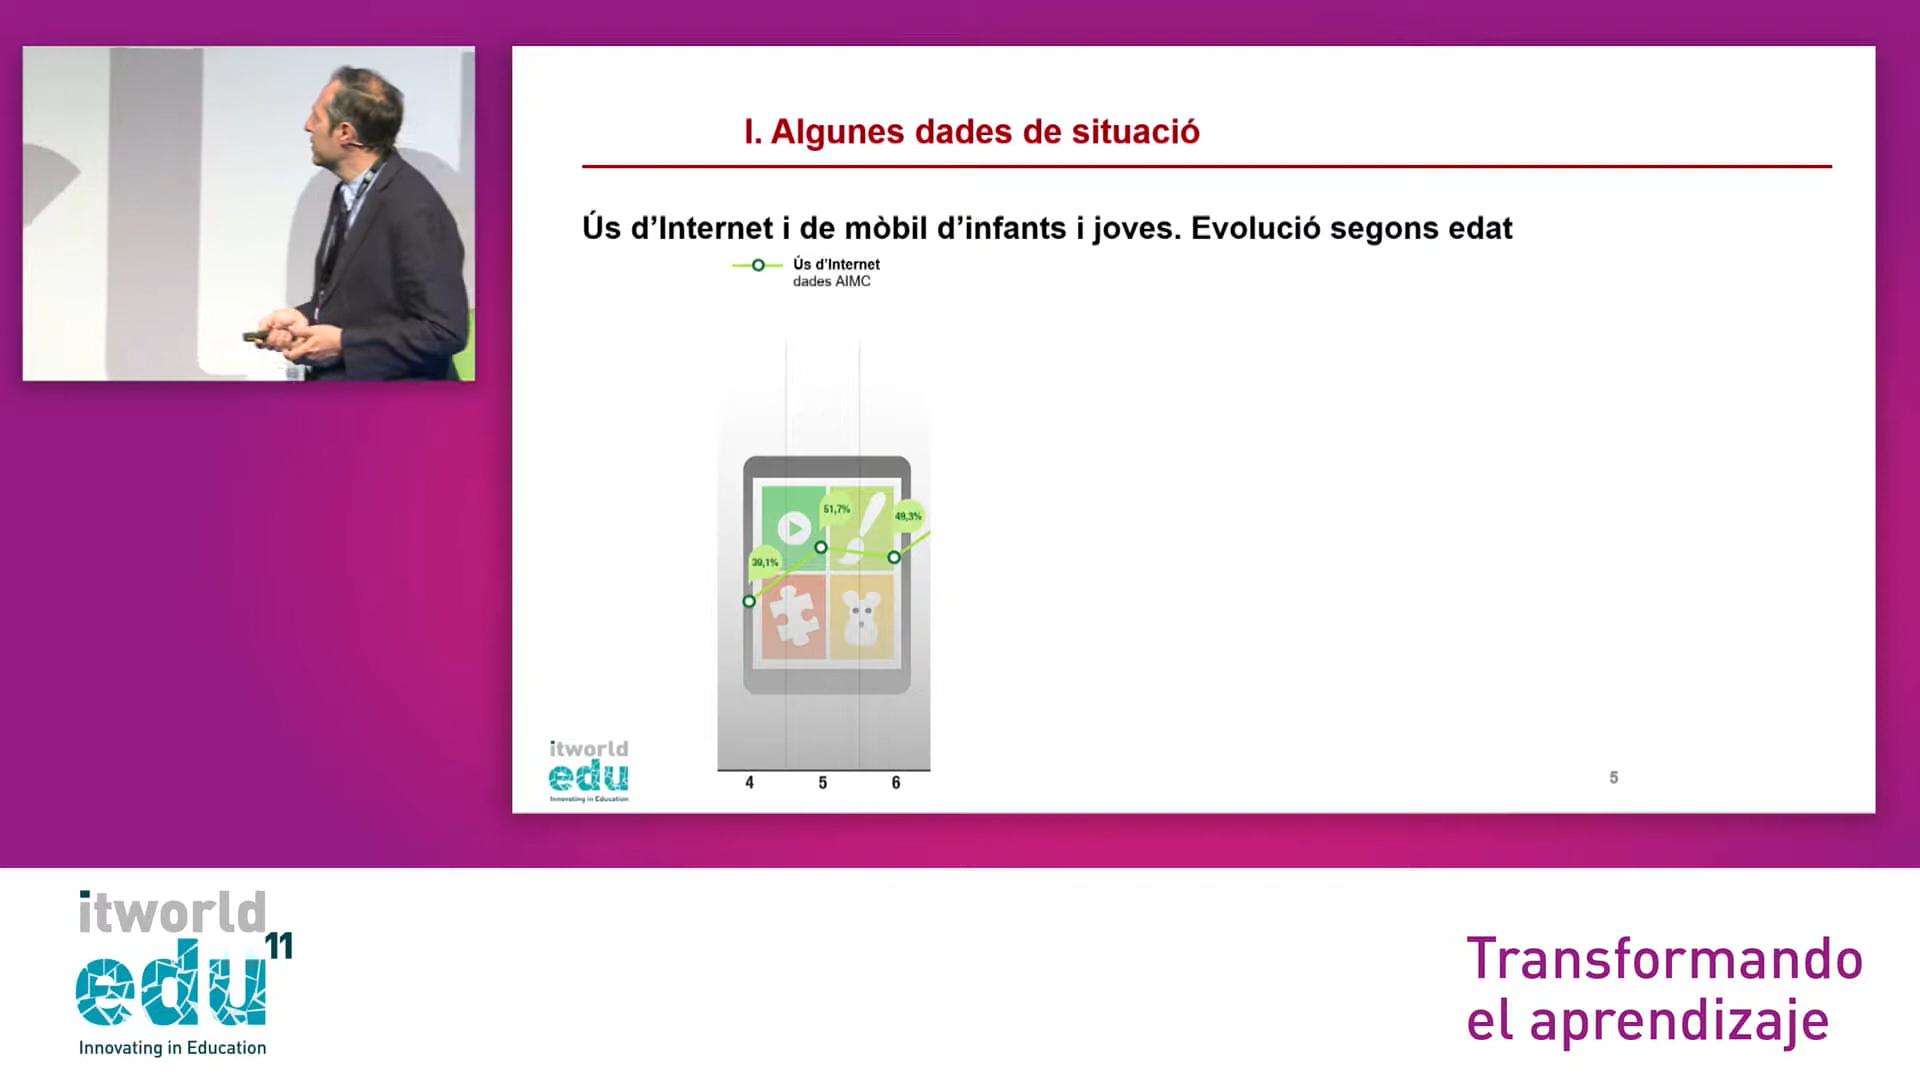 I. Algunes dades de situació
Ús d’Internet i de mòbil d’infants i joves. Evolució segons edat
Ús d’Internet
dades AIMC
39,1%
51,7%
49,3%
4 5 6
itworld
edu
Innovating in Education
5
itworld
edu 11
Innovating in Education
Transformando
el aprendizaje